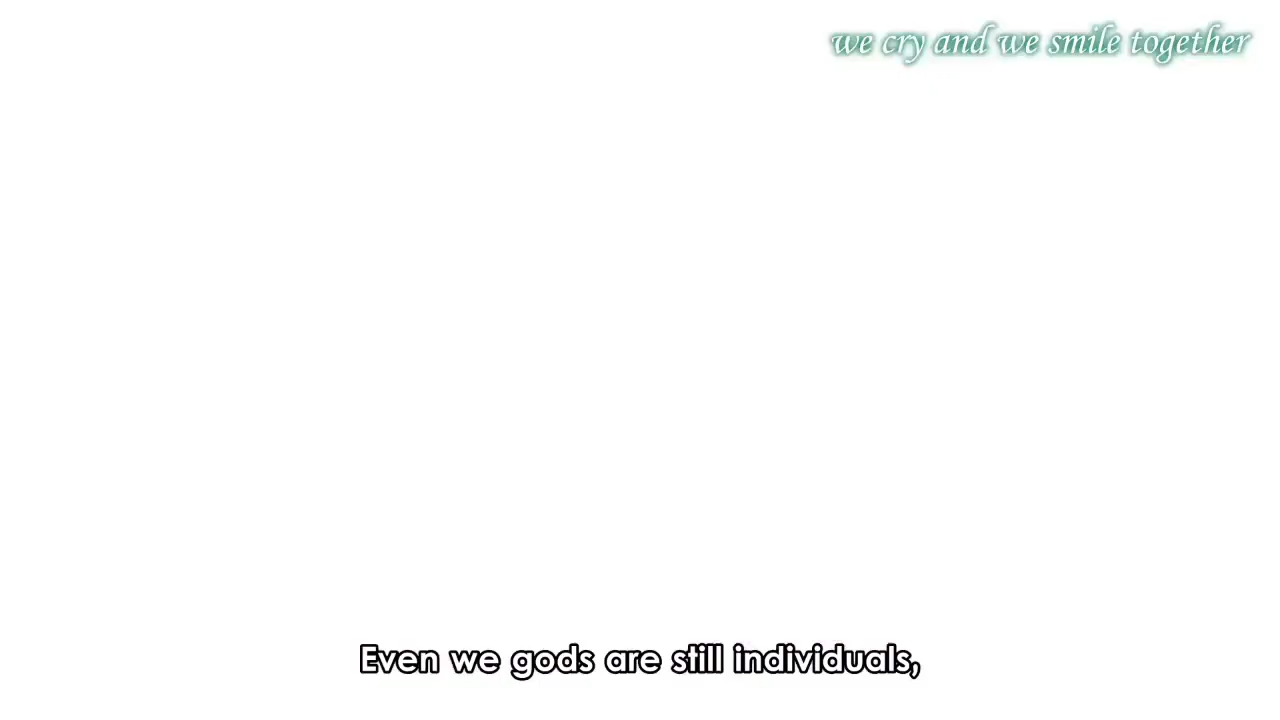 we cry and we smile together
Even we gods are still individuals,